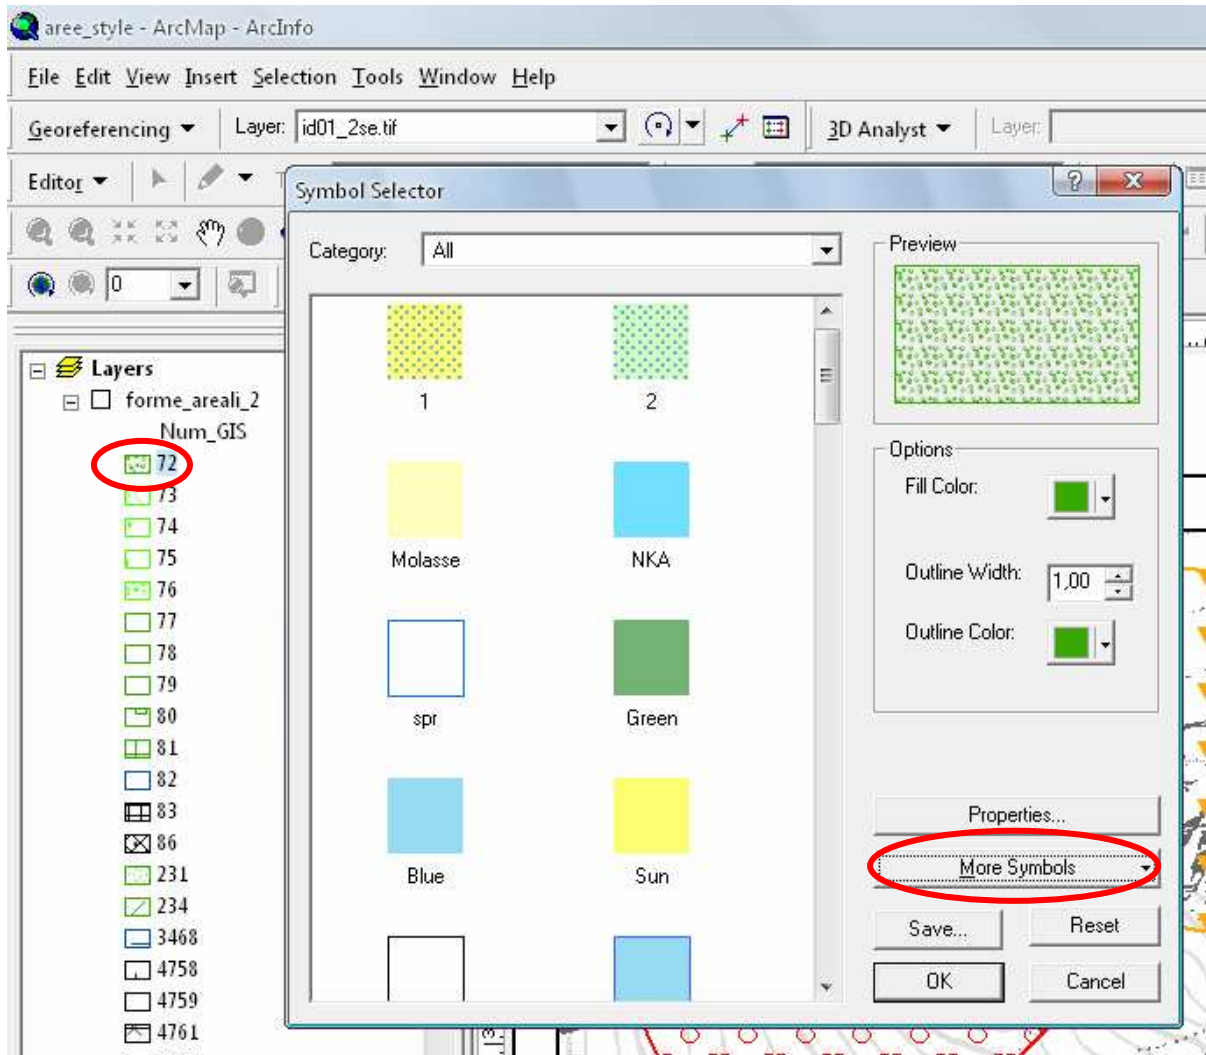 aree_style - ArcMap - ArcInfo
File Edit View Insert Selection Tools Window Help
Georeferencing Layer: id01_2se.tif 3D Analyst Layer:
Editor
Symbol Selector
Category: All
0
Layers
forme_areali_2
Num_GIS
72
73
74
75
76
77
78
79
80
81
82
83
86
231
234
3468
4758
4759
4761
1
2
Molasse
NKA
spr
Green
Blue
Sun
Preview
Options
Fill Color:
Outline Width: 1,00
Outline Color:
Properties...
More Symbols
Save... Reset
OK Cancel